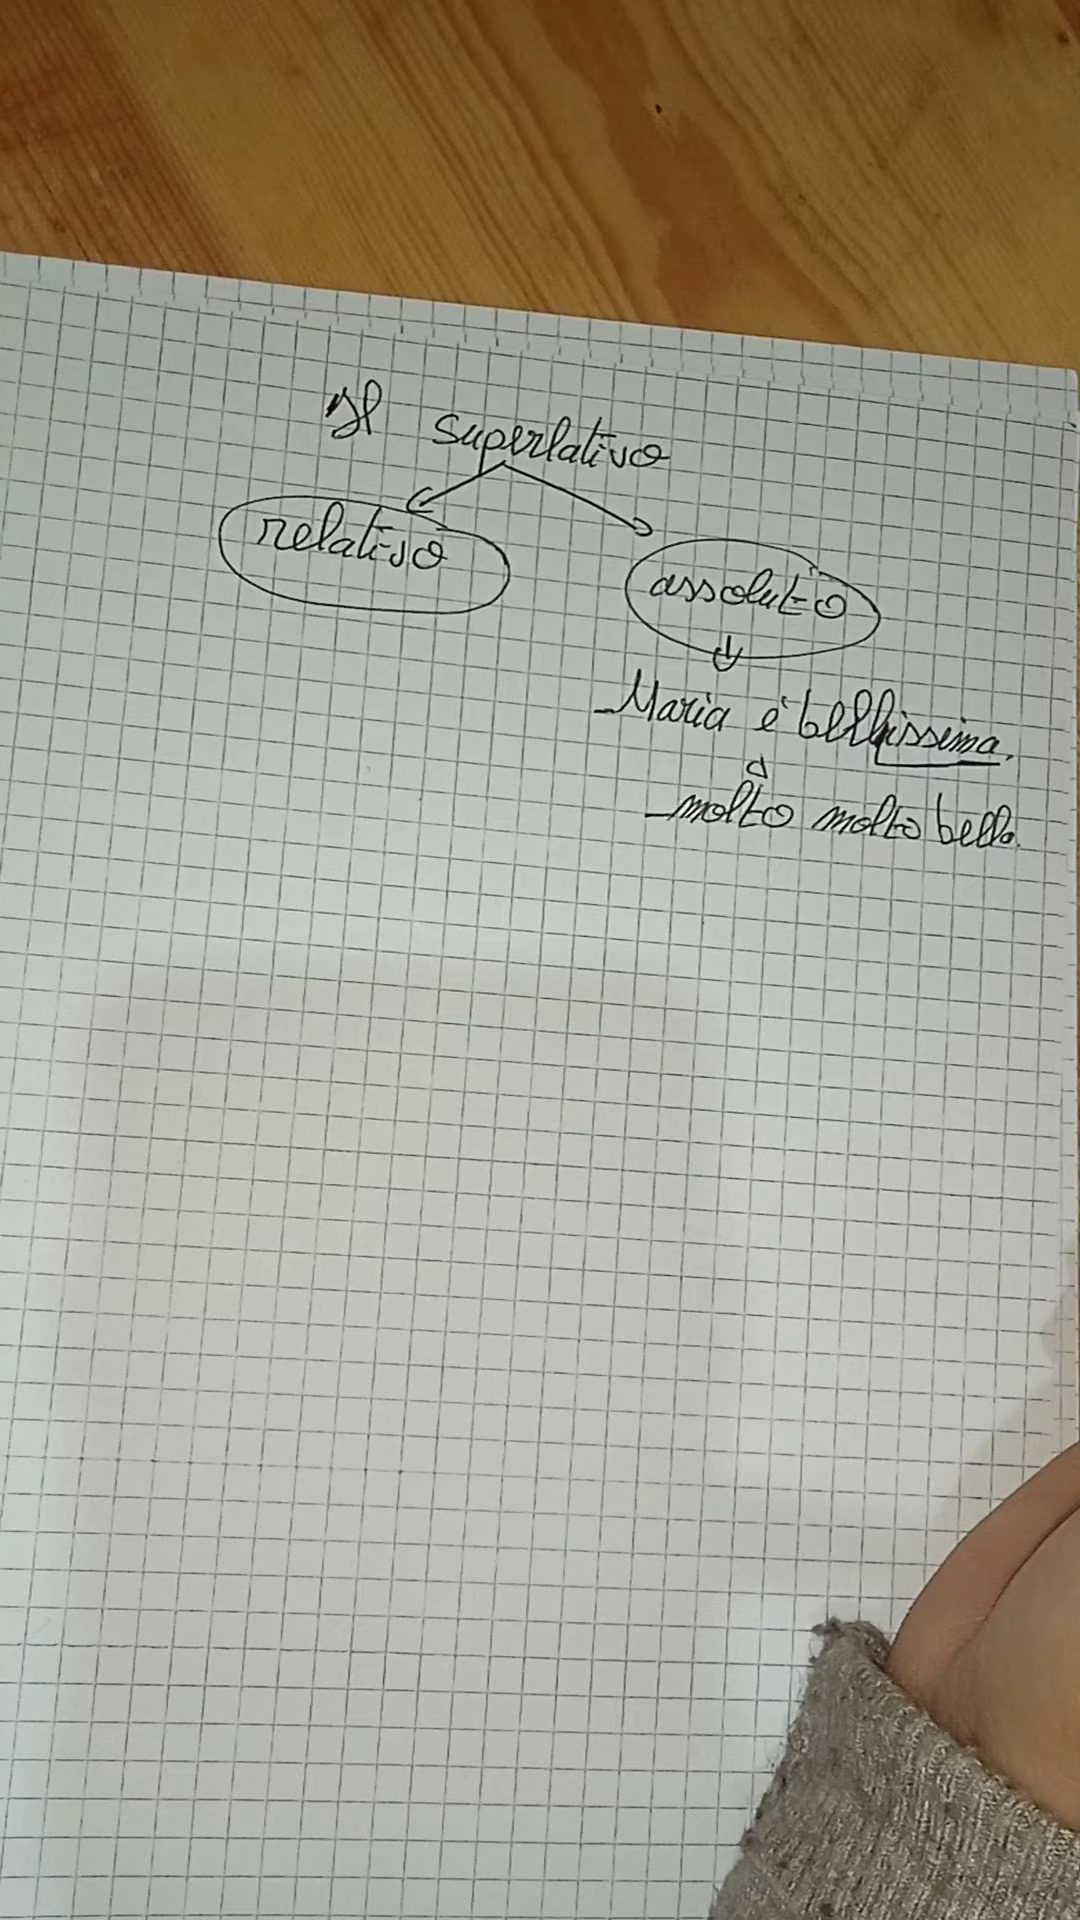 Il superlativo
relativo
assoluto
-Maria è bellissima.
-molto molto bella.